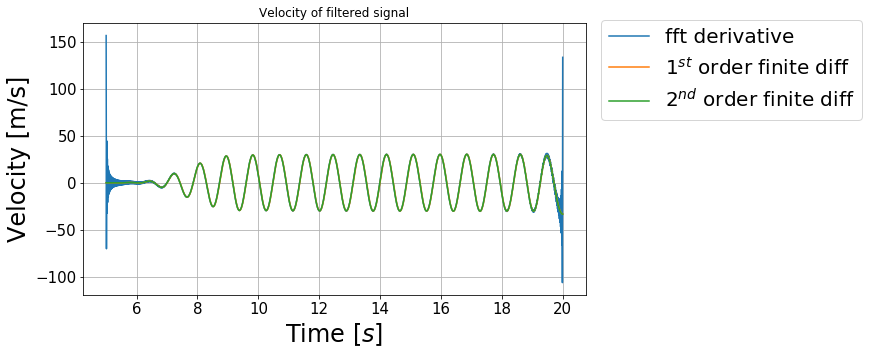 Velocity of filtered signal
fft derivative
1st order finite diff
2nd order finite diff
Velocity [m/s]
150
100
50
0
−50
−100
6 8 10 12 14 16 18 20
Time [s]